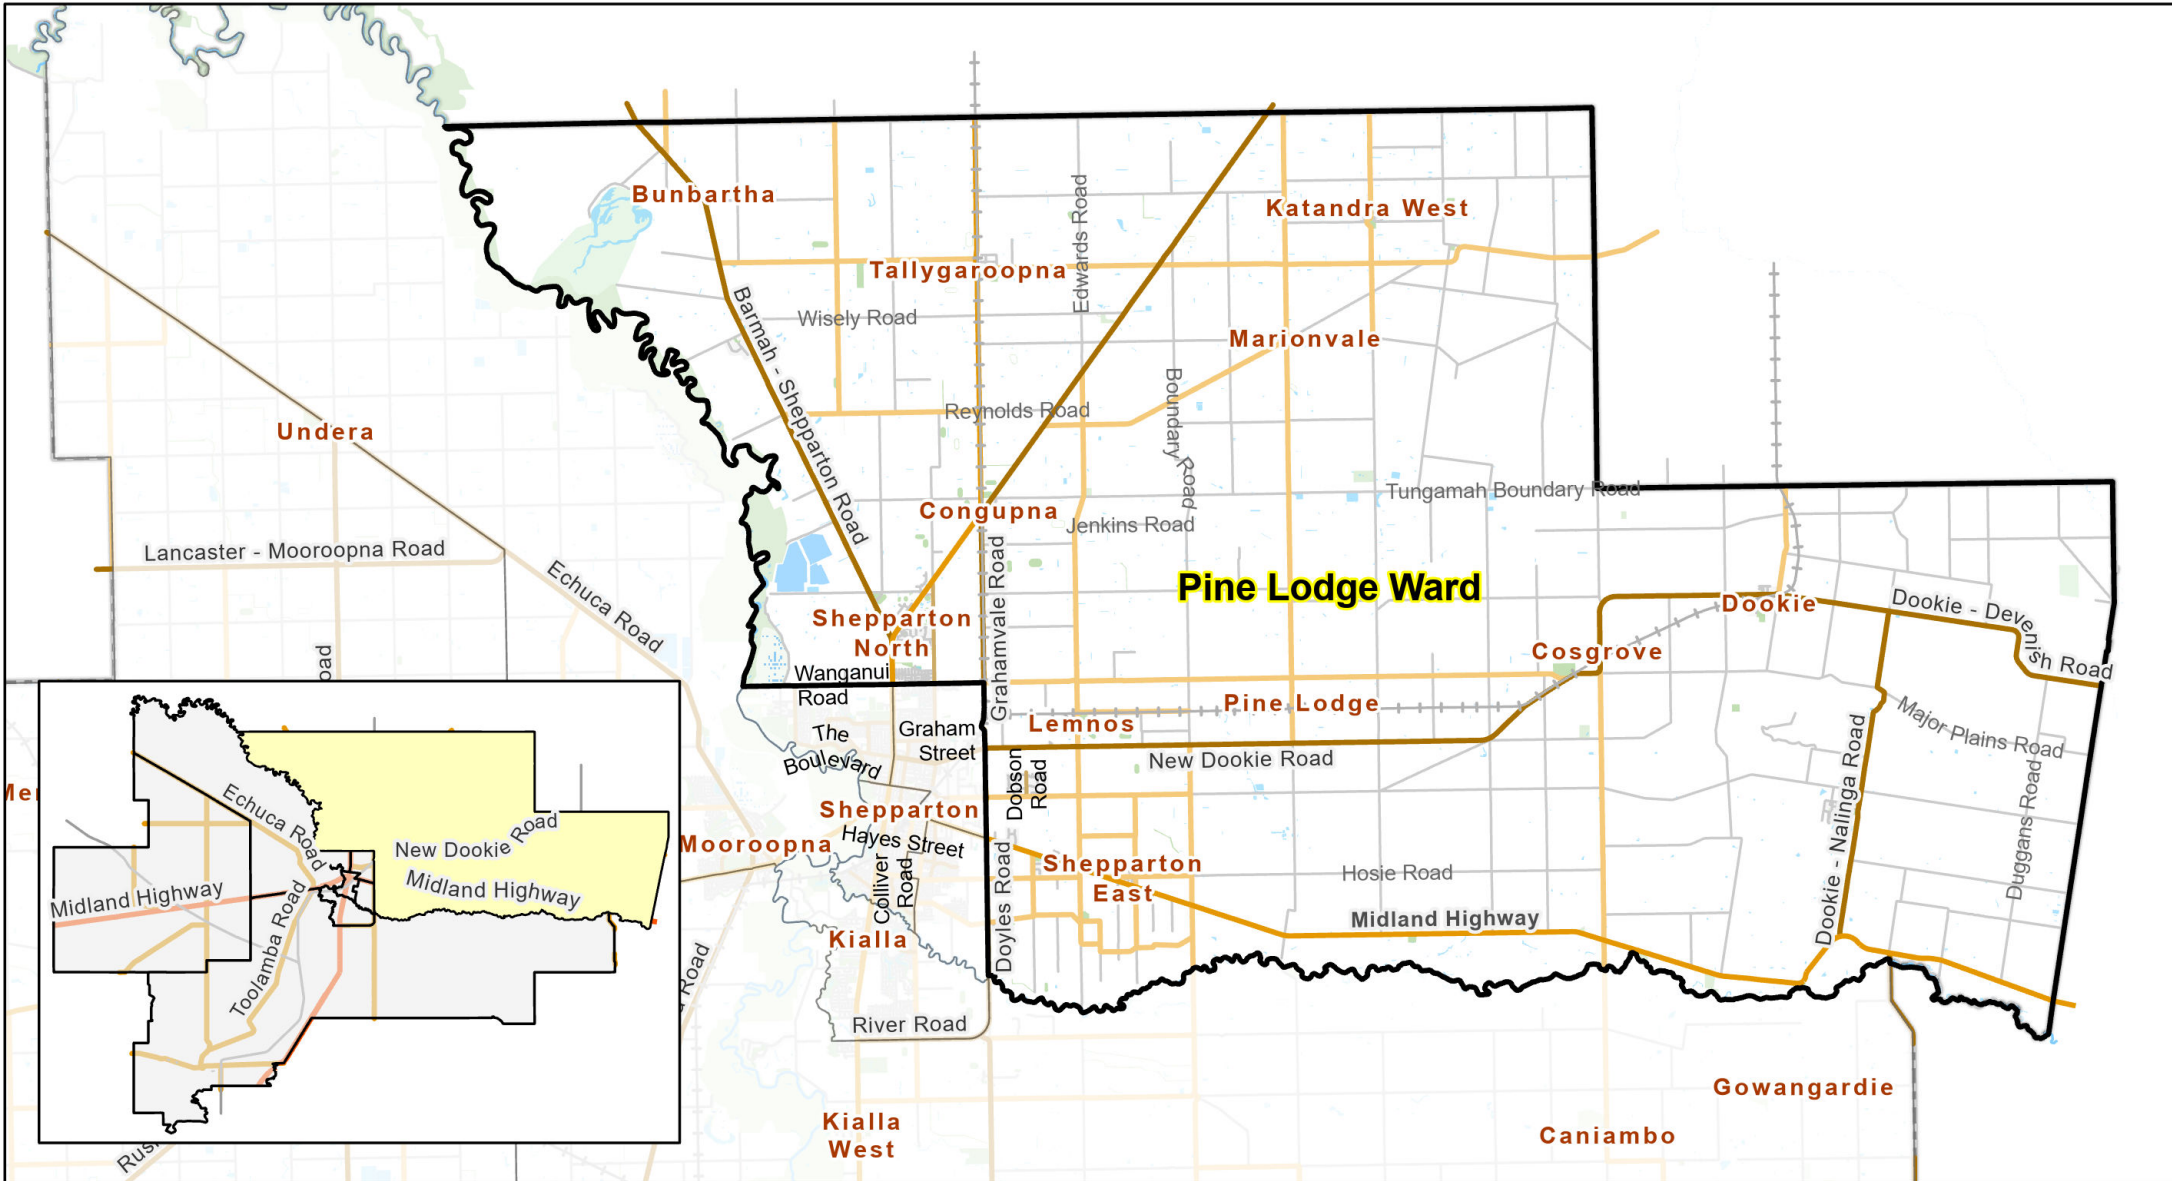 Bunbartha
Katandra West
Edwards Road
Tallygaroopna
Wisely Road
Barmah - Sheppparton Road
Marionvale
Boundary Road
Reynolds Road
Undera
Tungamah Boundary Road
Congupna
Jenkins Road
Lancaster - Mooroopna Road
Echuca Road
Grahamvale Road
Pine Lodge Ward
Dookie
Dookie - Devenish Road
Shepparton
North
Cosgrove
Wanganui
Road
oad
Pine Lodge
Lemnos
Major Plains Road
Graham
Street
The
Boulevard
New Dookie Road
Dobson
Road
Dookie - Nalinga Road
Duggans Road
Shepparton
Mooroopna
Hayes Street
Colliver
Road
Shepparton
East
Hosie Road
Doyles Road
Midland Highway
Kialla
River Road
Road
Gowangardie
Kialla
West
Caniambo
Echuca Road
New Dookie Road
Midland Highway
Midland Highway
Toolamba Road